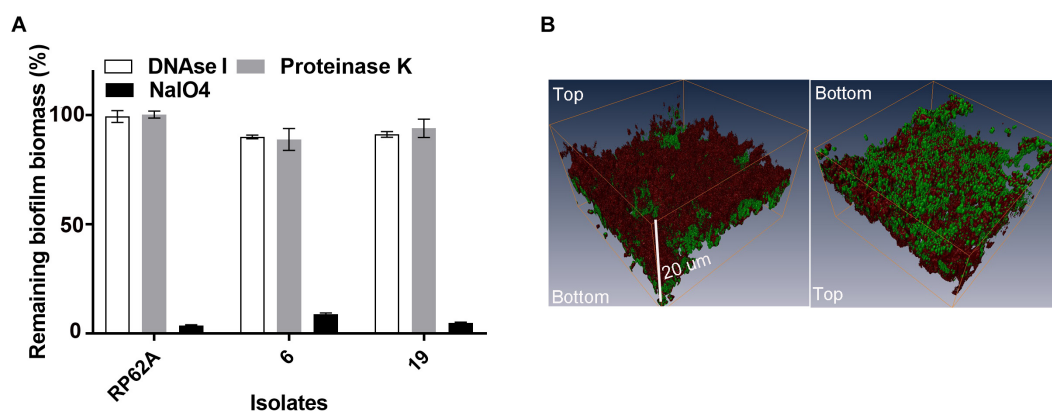 A
B
DNAse I
Proteinase K
NaIO4
Remaining biofilm biomass (%)
100
50
0
RP62A
6
19
Isolates
Top
20 um
Bottom
Bottom
Top